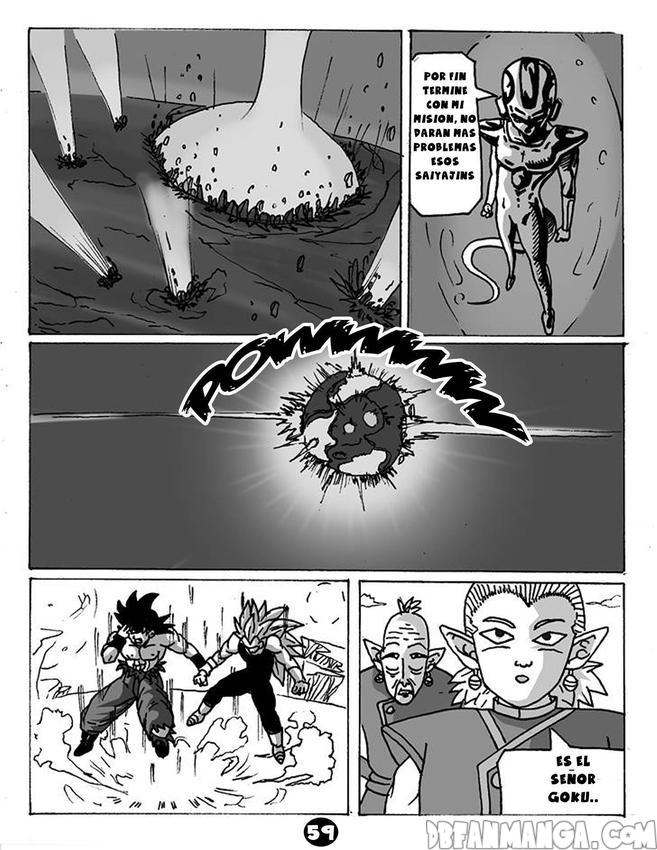 POR FIN
TERMINE
CON MI
MISION, NO
DARAN MAS
PROBLEMAS
ESOS
SAIYAJINS
POWWWWWW
ES EL
SEÑOR
GOKU..
59
DBFANMANGA.COM